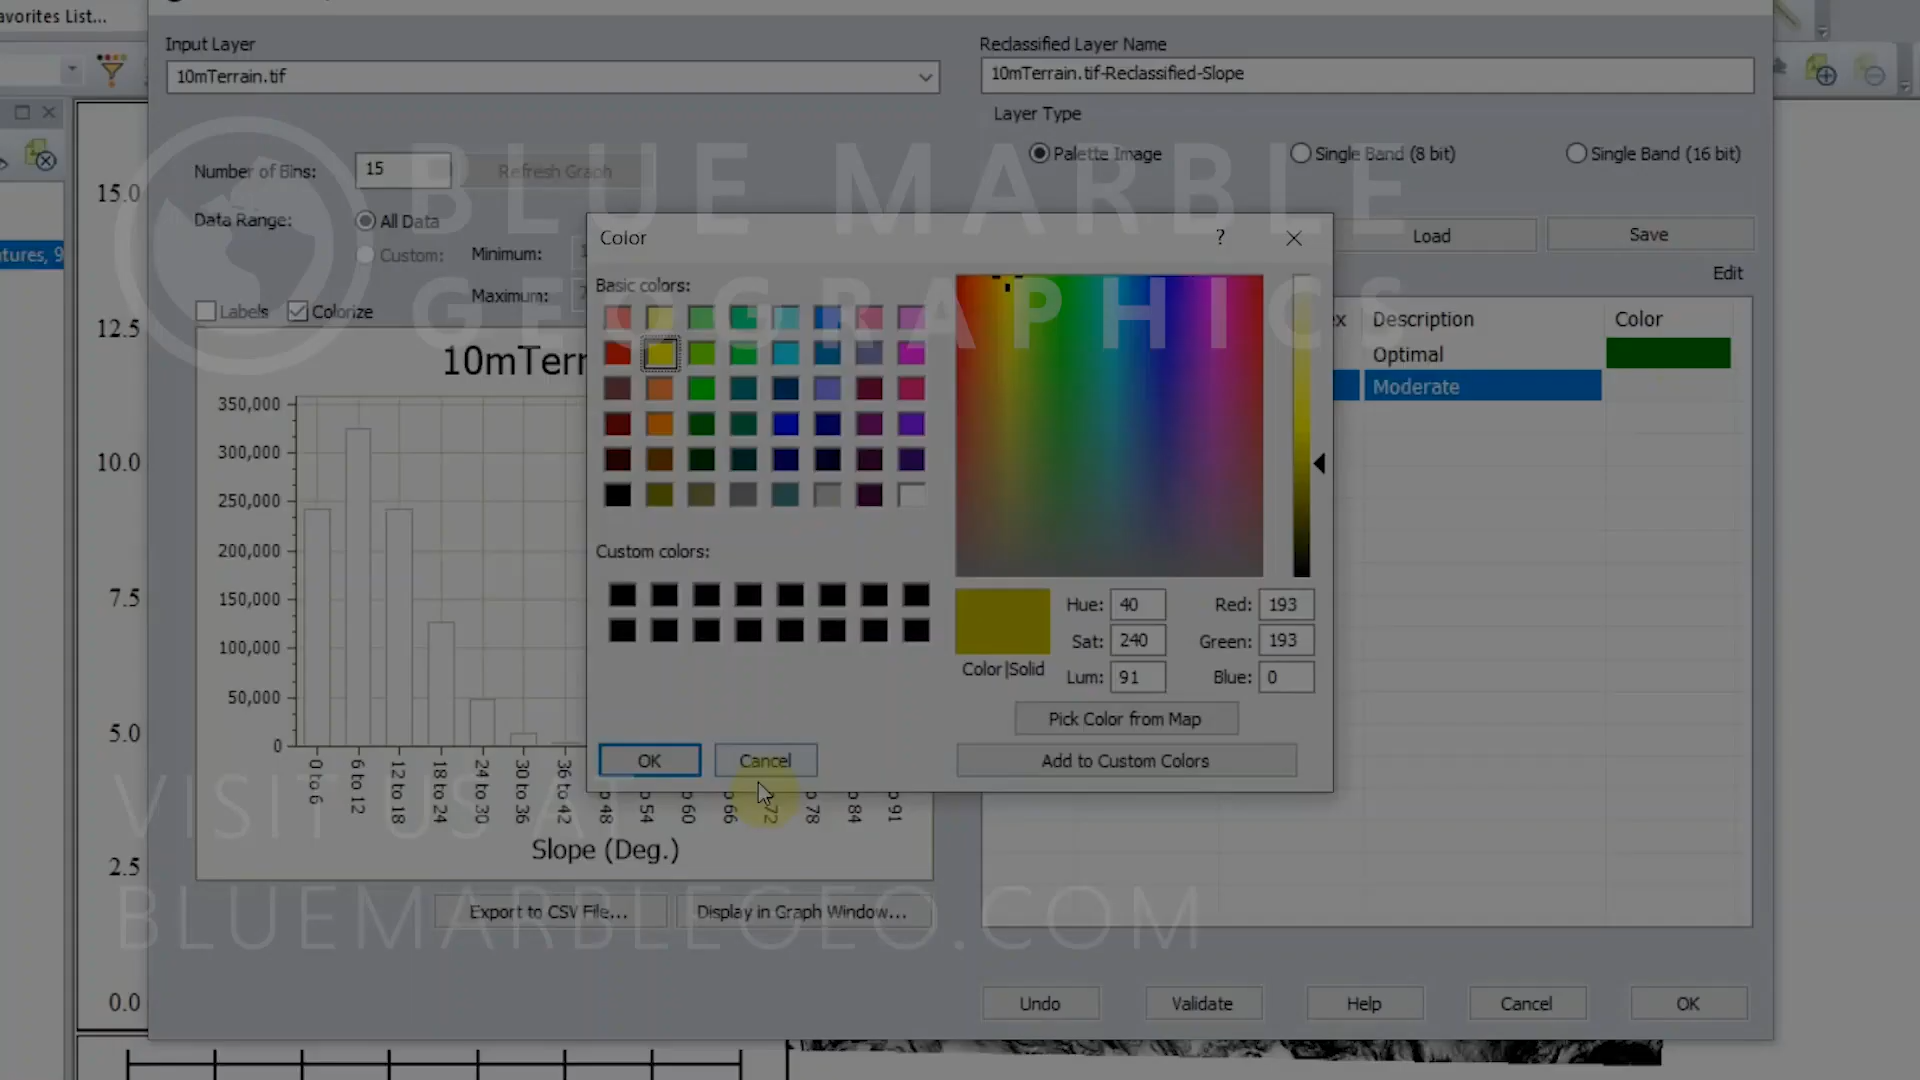 avorites List...
Input Layer
10mTerrain.tif
Reclassified Layer Name
10mTerrain.tif-Reclassified-Slope
Layer Type
Palette Image
Single Band (8 bit)
Single Band (16 bit)
Number of Bins:
15
Refresh Graph
Data Range:
All Data
Custom:
Minimum:
Maximum:
Labels
Colorize
Load
Save
Edit
Description
Color
Optimal
Moderate
BLUE MARBLE
GEOGRAPHICS
tures, 9
15.0
12.5
10.0
7.5
5.0
2.5
0.0
10mTerr
350,000
300,000
250,000
200,000
150,000
100,000
50,000
0
0 to 6
6 to 12
12 to 18
18 to 24
24 to 30
30 to 36
36 to 42
o 48
o 54
o 60
o 66
o 72
o 78
o 84
o 91
Slope (Deg.)
Color
?
Basic colors:
Custom colors:
Hue: 40
Red: 193
Sat: 240
Green: 193
Color|Solid
Lum: 91
Blue: 0
Pick Color from Map
OK
Cancel
Add to Custom Colors
VISIT US AT
BLUEMARBLEGEO.COM
Export to CSV File...
Display in Graph Window...
Undo
Validate
Help
Cancel
OK